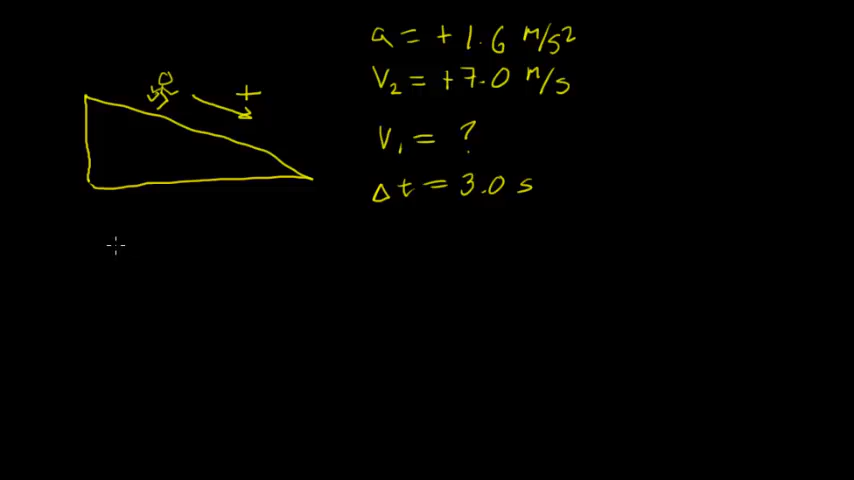 +
a = + 1.6 m/s²
V₂ = +7.0 m/s
V₁ = ?
Δt = 3.0 s